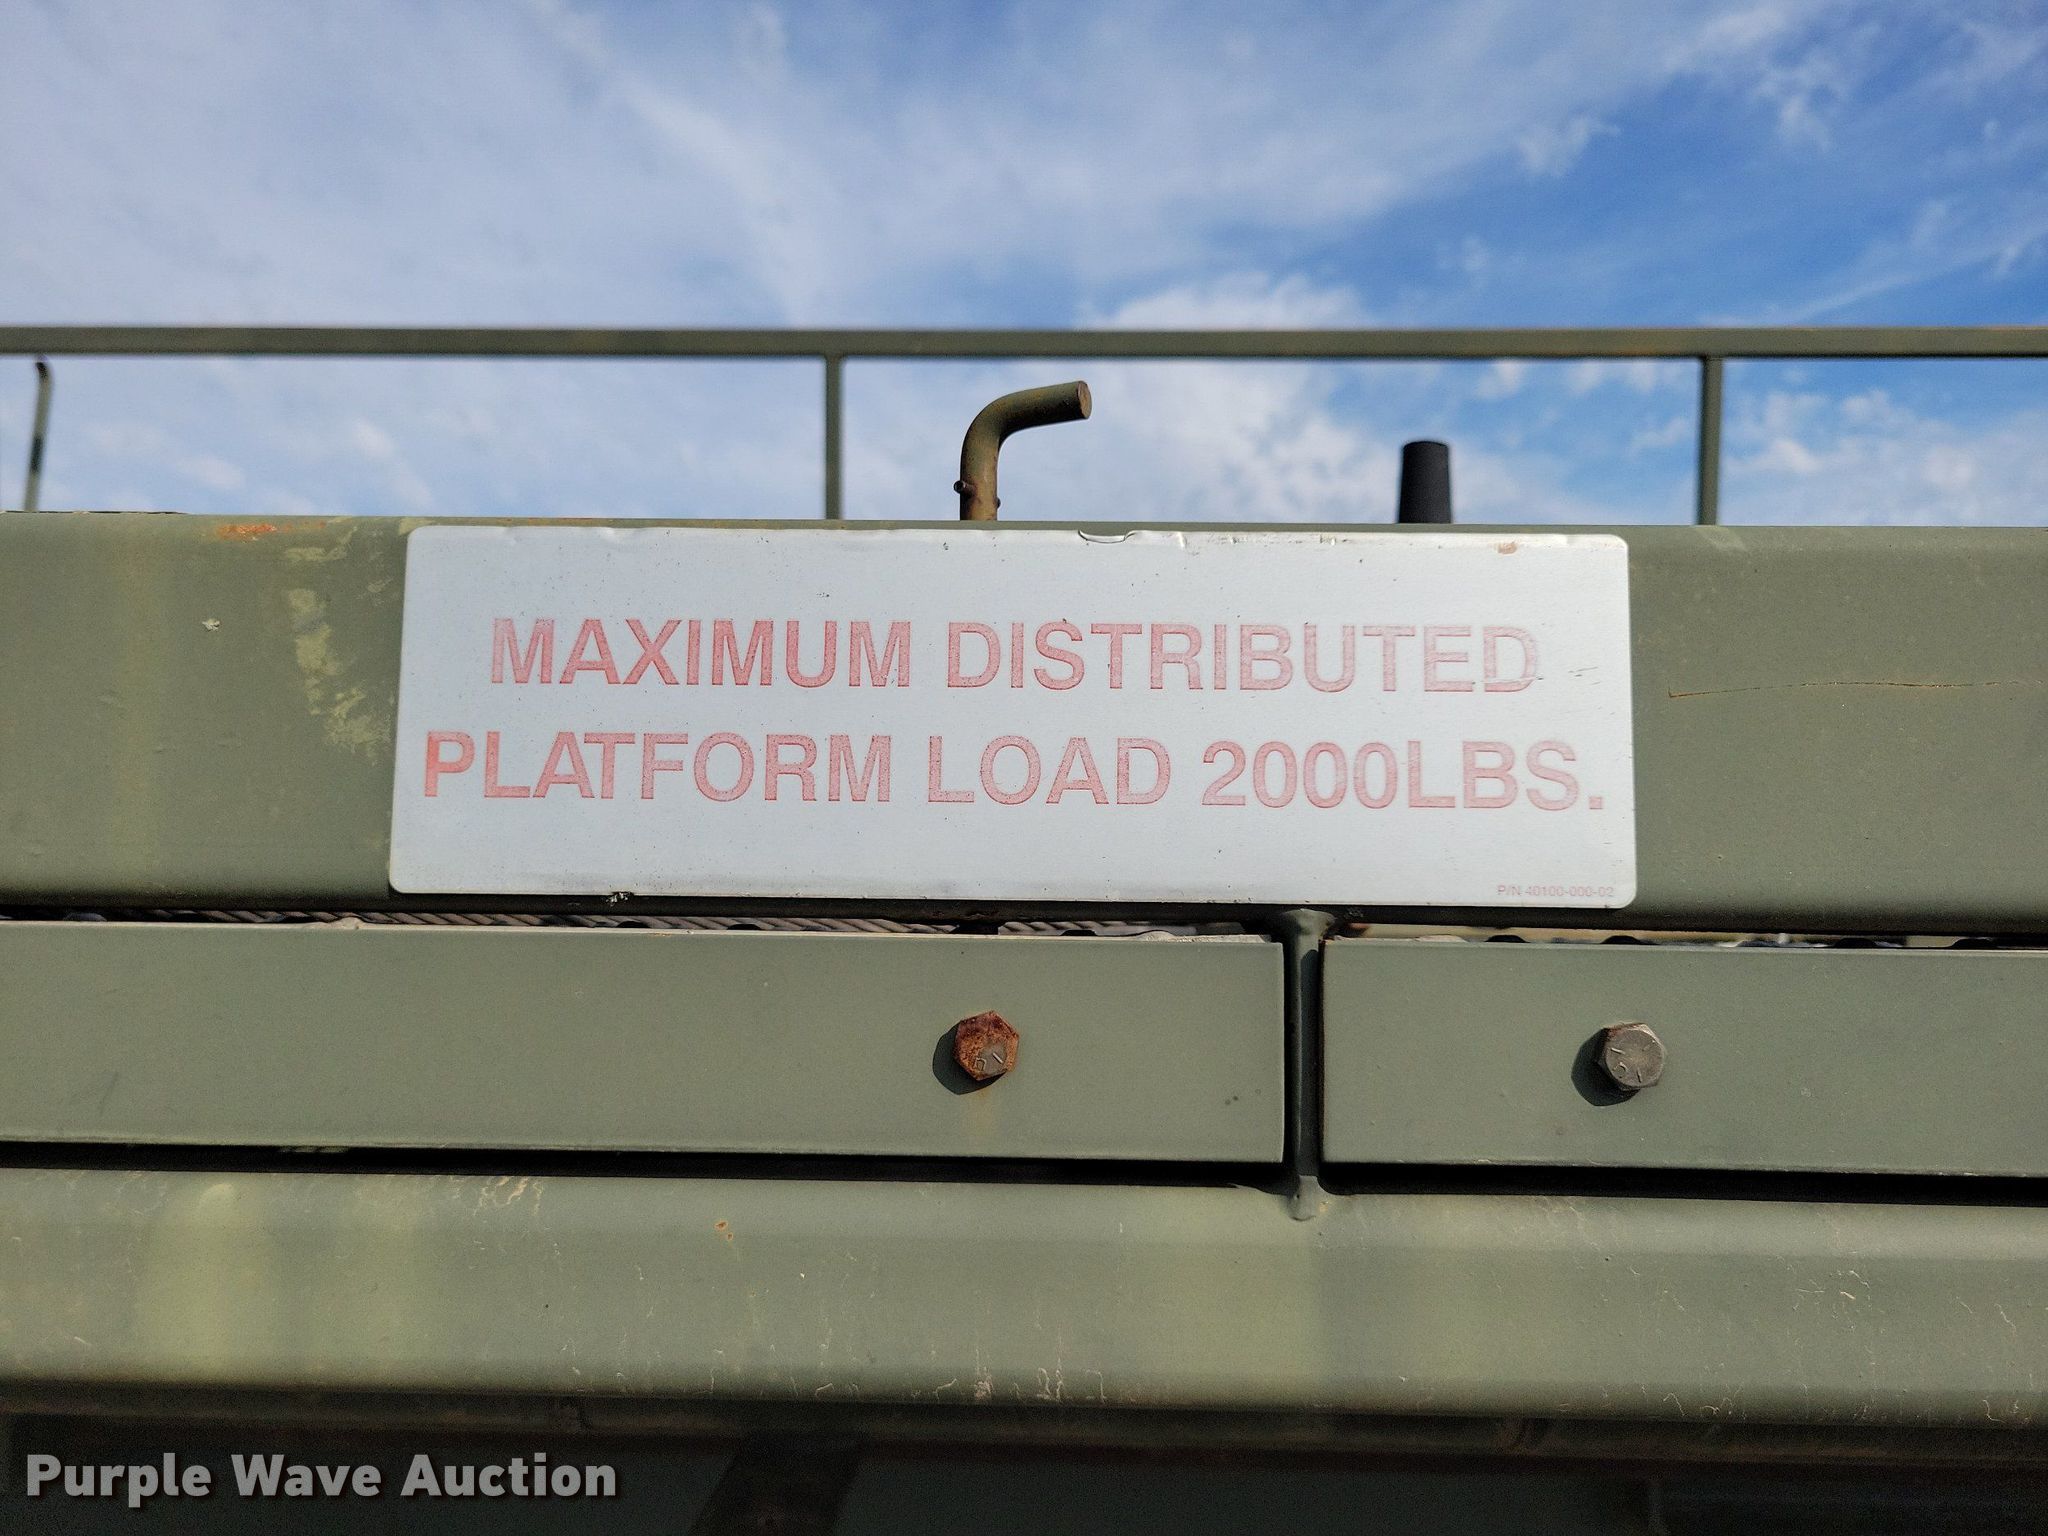 MAXIMUM DISTRIBUTED
PLATFORM LOAD 2000LBS.
P/N 40100-000-02
Purple Wave Auction